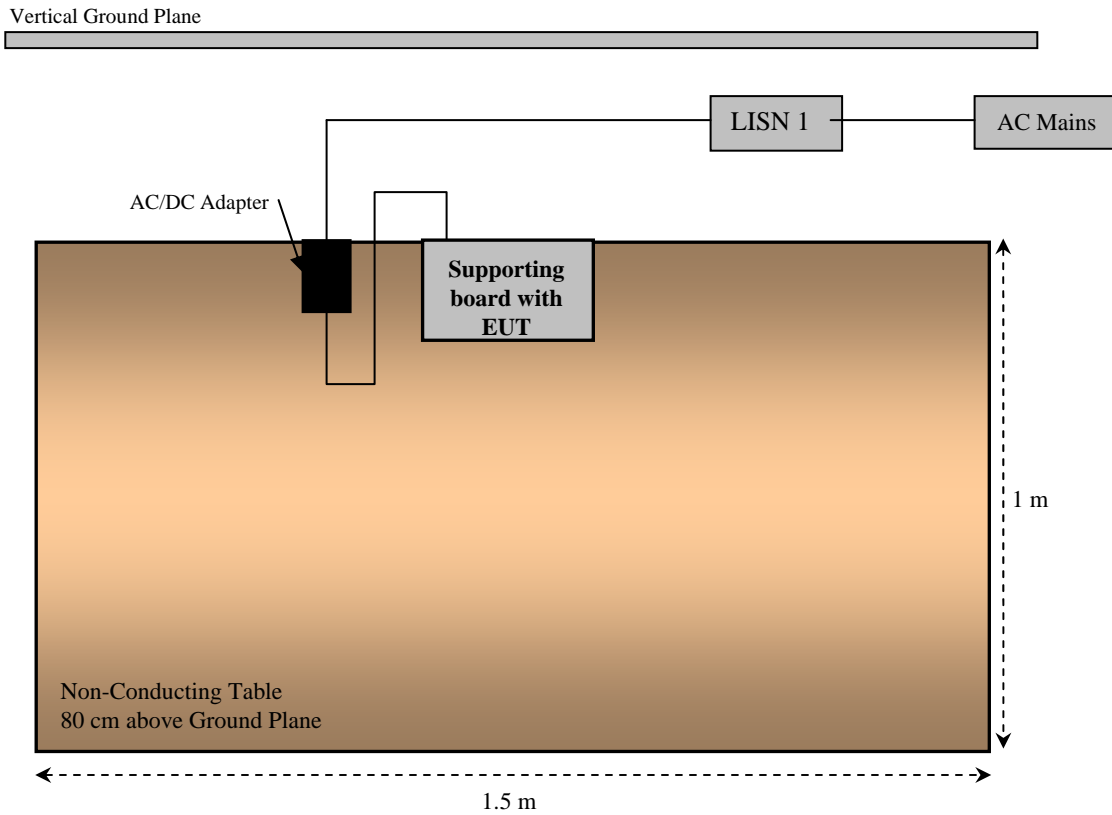 Vertical Ground Plane
LISN 1
AC Mains
AC/DC Adapter
Supporting
board with
EUT
1 m
Non-Conducting Table
80 cm above Ground Plane
1.5 m